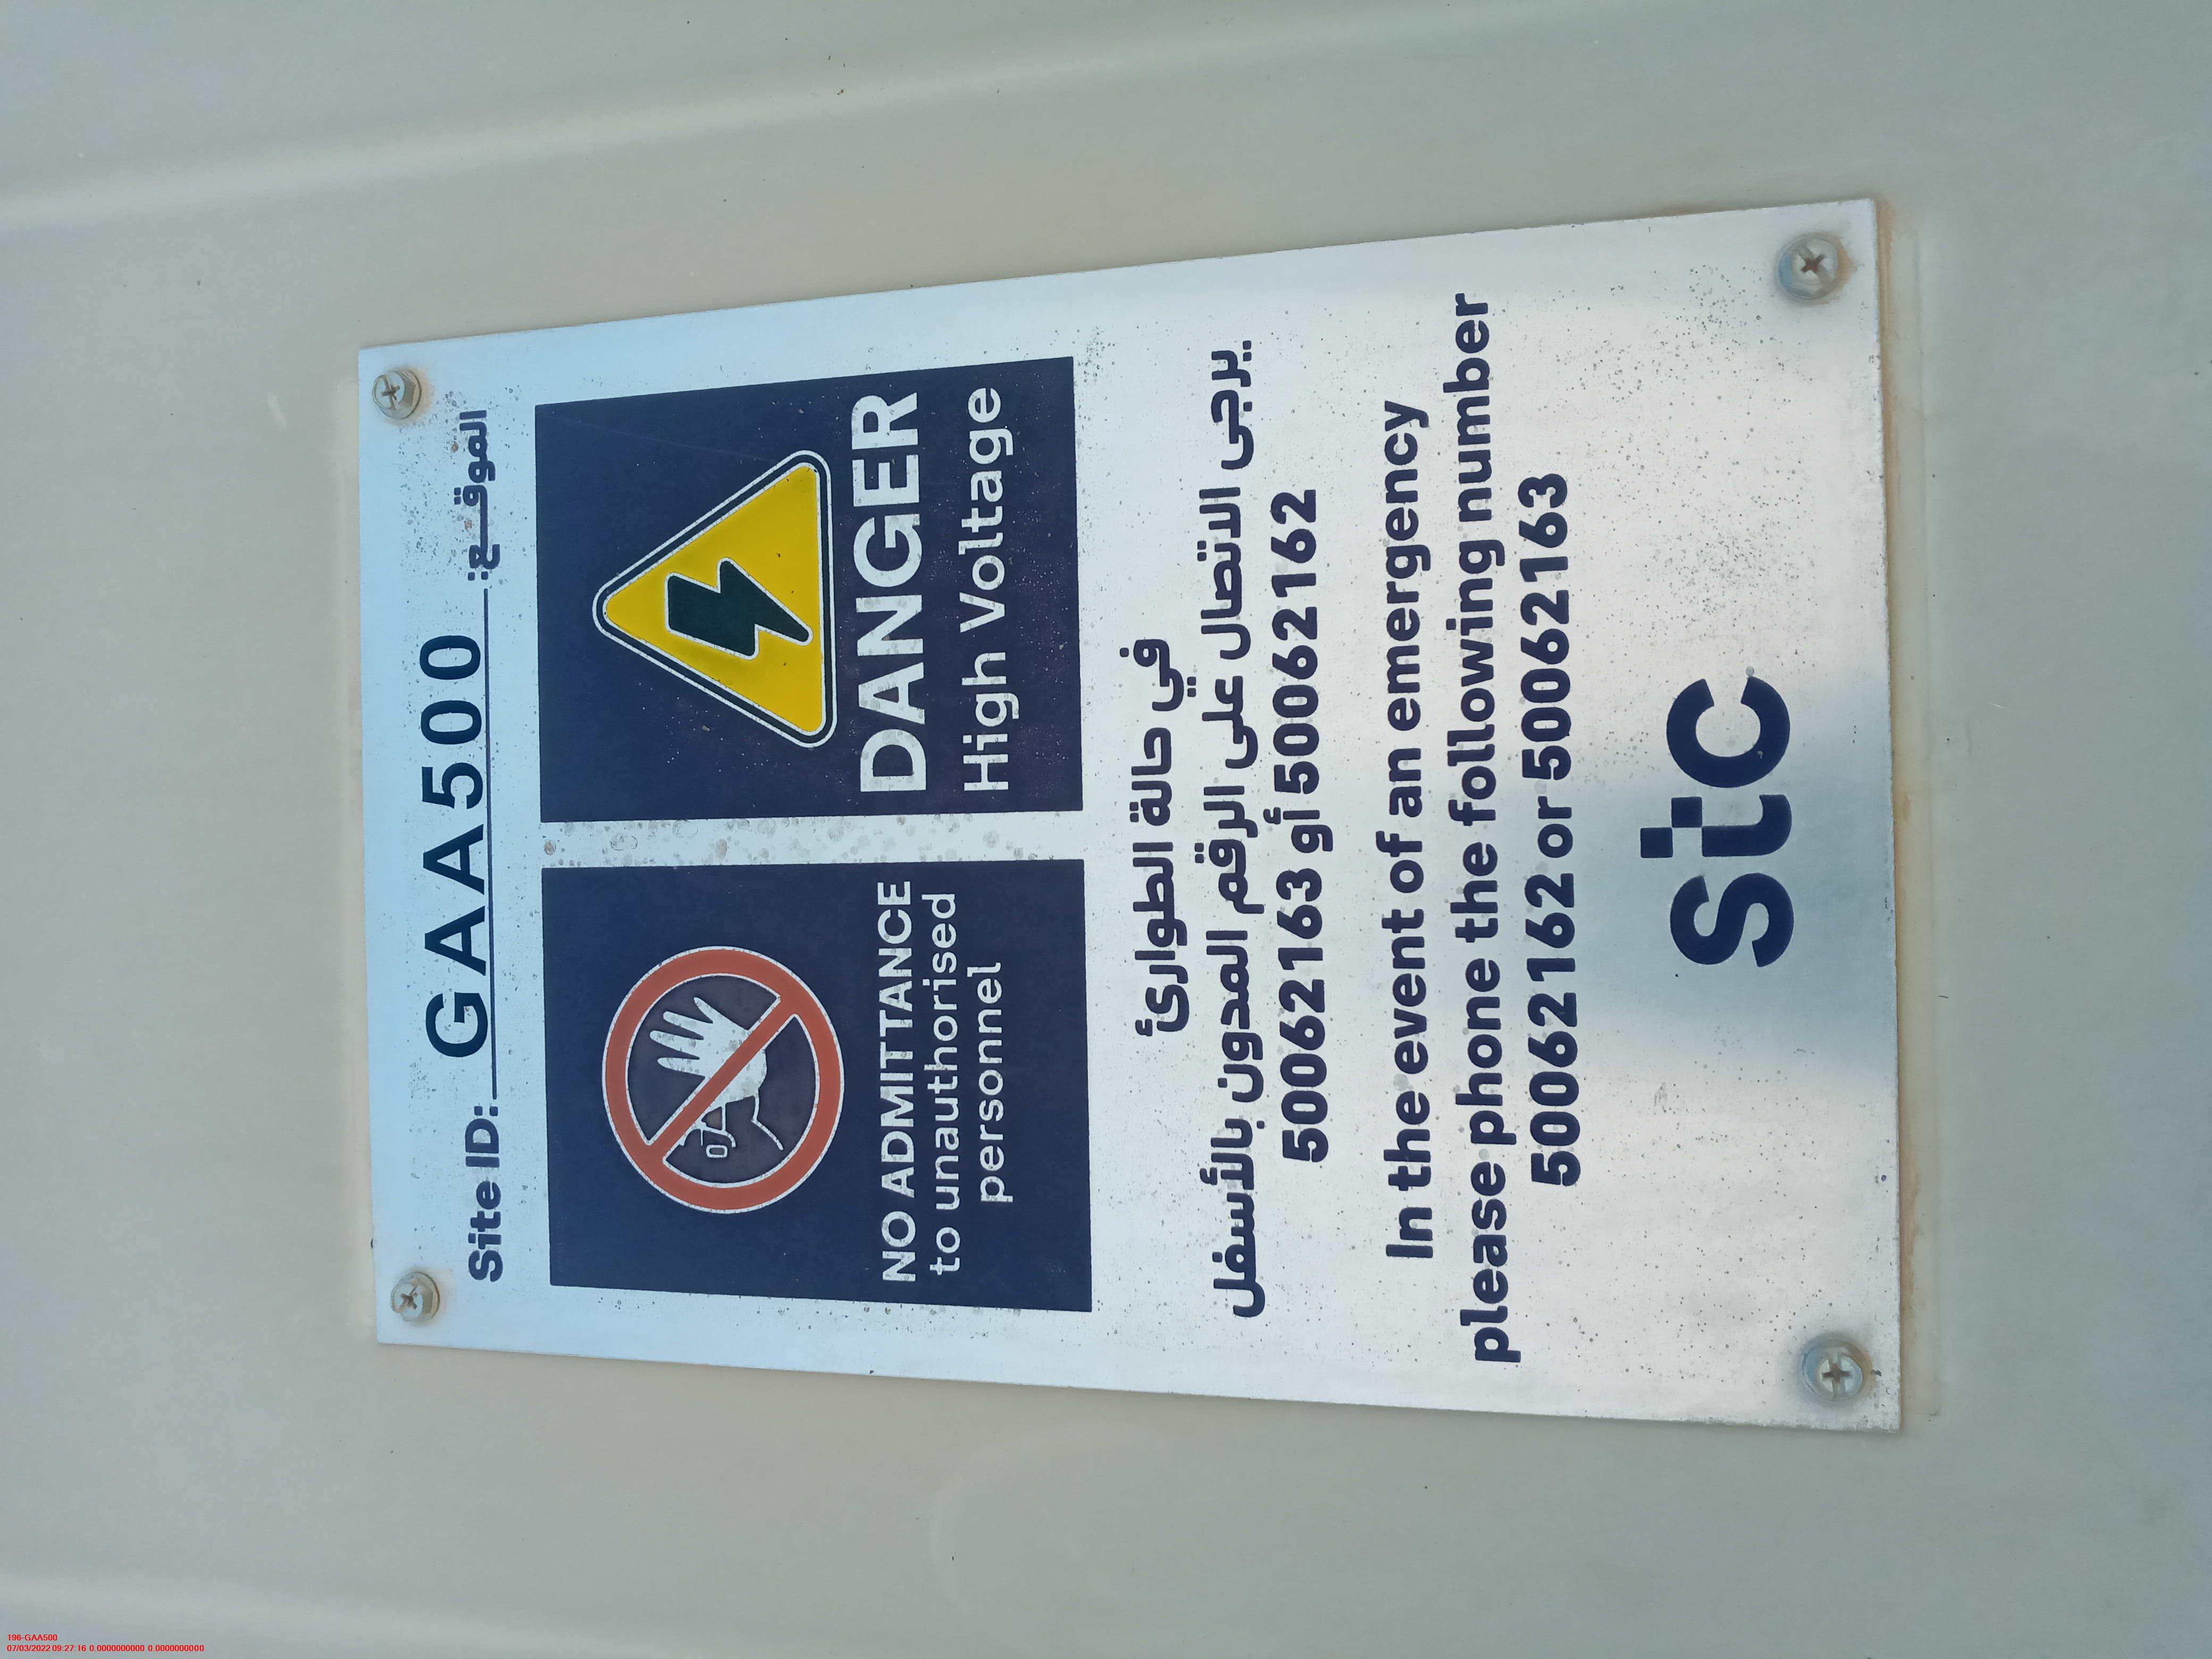 Site ID: GAA500 الموقـــع:
NO ADMITTANCE
to unauthorised
personnel
DANGER
High Voltage
في حالة الطوارئ
يرجى الاتصال على الرقم المدون بالأسفل
50062162 أو 50062163
In the event of an emergency
please phone the following number
50062162 or 50062163
stc
196-GAA500
07/03/2022 09:27:16 0.0000000000 0.0000000000